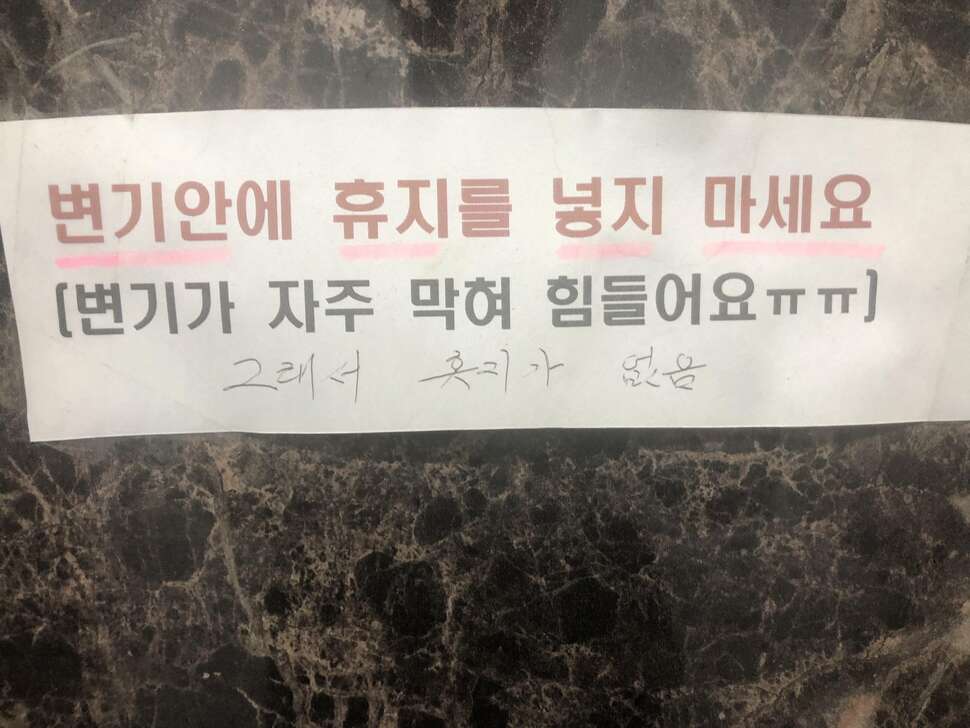 변기안에 휴지를 넣지 마세요
(변기가 자주 막혀 힘들어요ㅠㅠ)
그래서 휴지가 없음